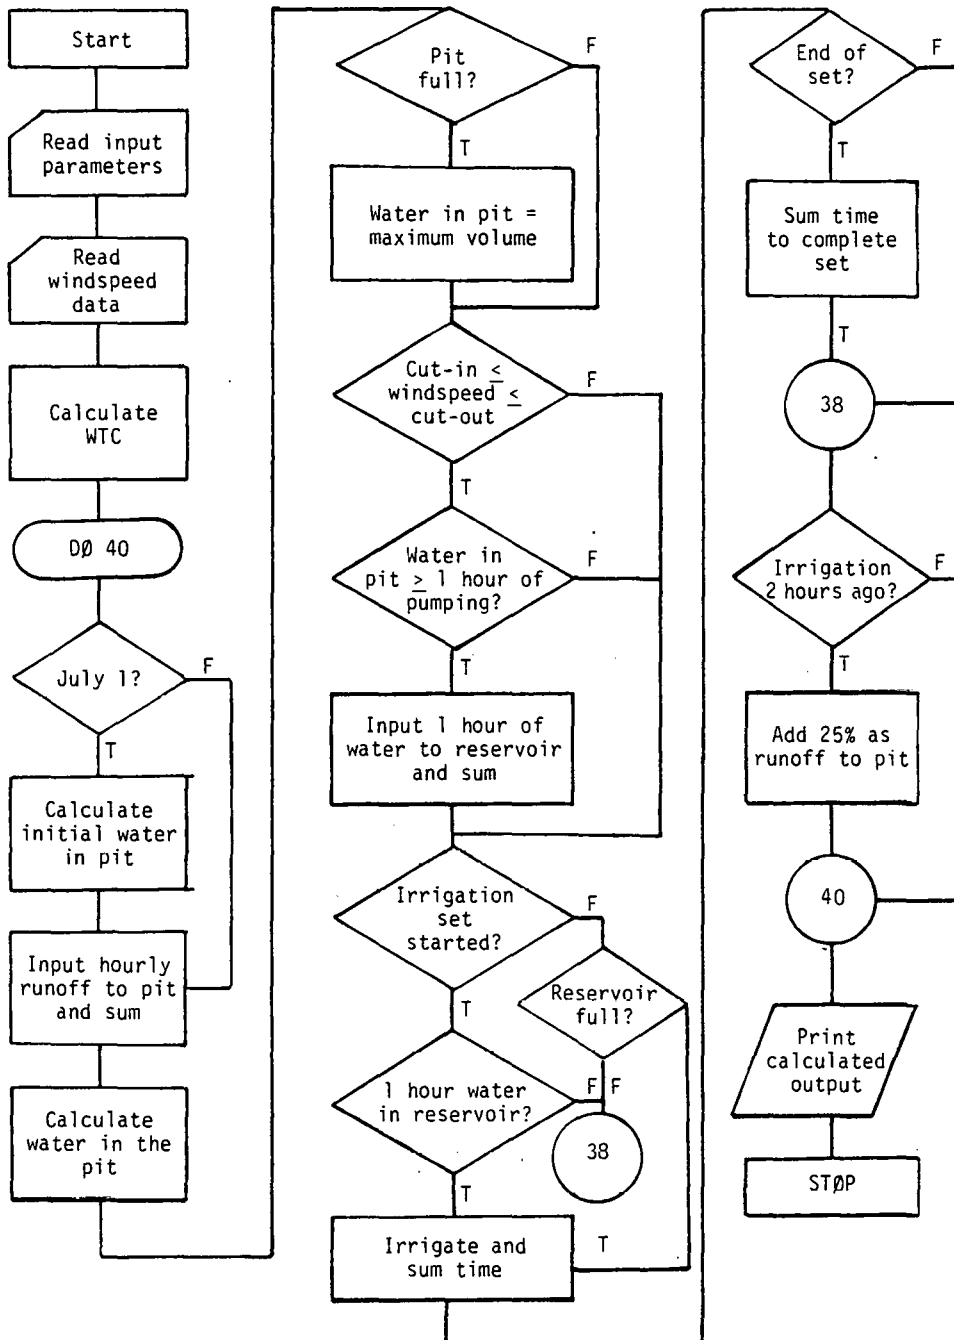 Start
Read input
parameters
Read
windspeed
data
Calculate
WTC
DØ 40
July 1?
F
T
Calculate
initial water
in pit
Input hourly
runoff to pit
and sum
Calculate
water in the
pit
Pit
full?
F
T
Water in pit =
maximum volume
Cut-in ≤
windspeed ≤
cut-out
F
T
Water in
pit ≥ 1 hour of
pumping?
F
T
Input 1 hour of
water to reservoir
and sum
Irrigation
set
started?
F
T
Reservoir
full?
1 hour water
in reservoir?
F F
38
T
Irrigate and
sum time
T
End of
set?
F
T
Sum time
to complete
set
T
38
Irrigation
2 hours ago?
F
T
Add 25% as
runoff to pit
40
Print
calculated
output
STØP